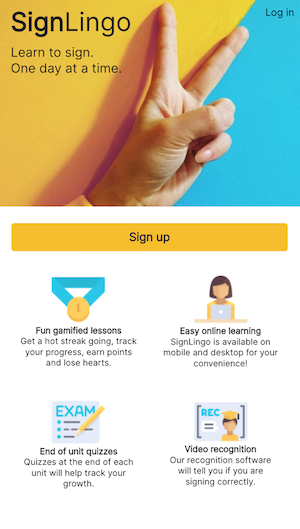 SignLingo
Log in
Learn to sign.
One day at a time.
Sign up
Fun gamified lessons
Get a hot streak going, track
your progress, earn points
and lose hearts.
Easy online learning
SignLingo is available on
mobile and desktop for your
convenience!
EXAM
End of unit quizzes
Quizzes at the end of each
unit will help track your
growth.
REC
Video recognition
Our recognition software
will tell you if you are
signing correctly.